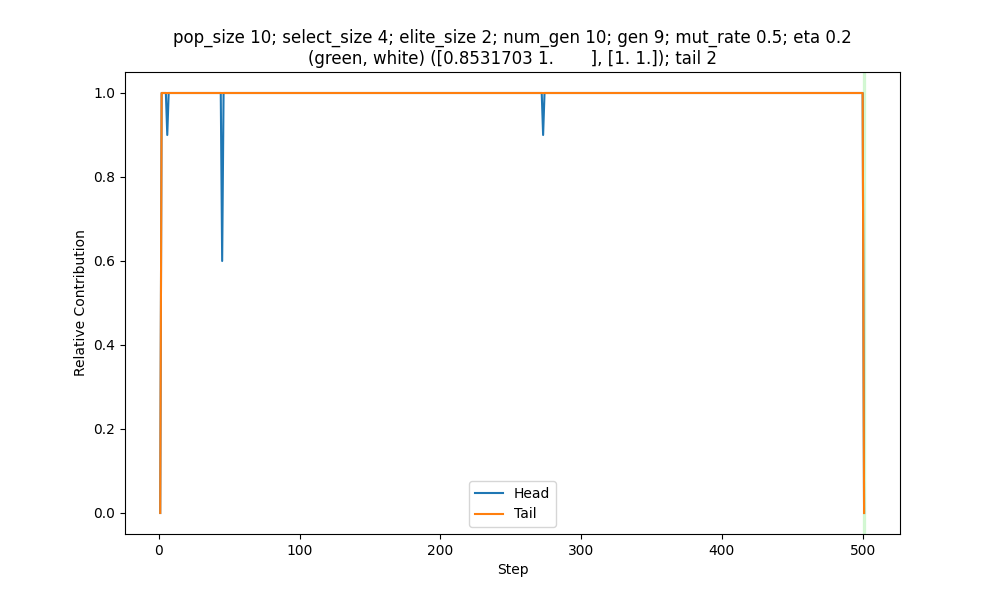 pop_size 10; select_size 4; elite_size 2; num_gen 10; gen 9; mut_rate 0.5; eta 0.2
(green, white) ([0.8531703 1.       ], [1. 1.]); tail 2
1.0
0.8
0.6
0.4
0.2
0.0
Relative Contribution
Head
Tail
0
100
200
300
400
500
Step